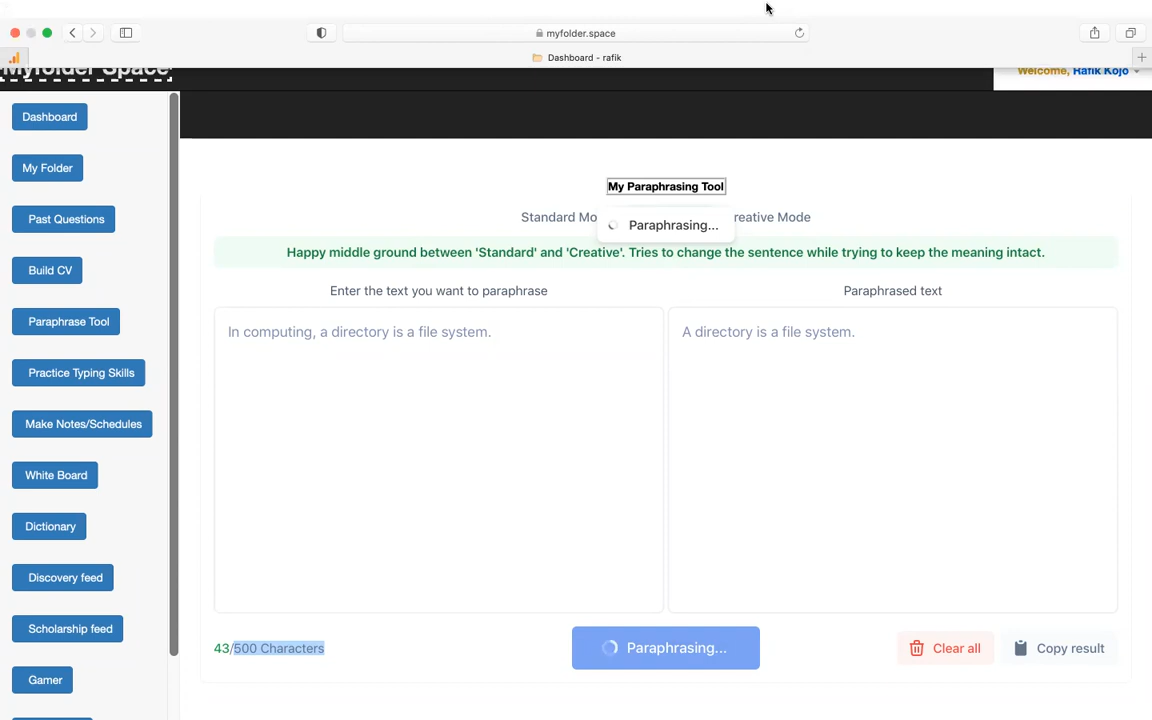 myfolder.space
Dashboard - rafik
Myfolder Space
Welcome, Rafik Kojo
Dashboard
My Folder
Past Questions
Build CV
Paraphrase Tool
Practice Typing Skills
Make Notes/Schedules
White Board
Dictionary
Discovery feed
Scholarship feed
Gamer
My Paraphrasing Tool
Standard Mo
Paraphrasing...
reative Mode
Happy middle ground between 'Standard' and 'Creative'. Tries to change the sentence while trying to keep the meaning intact.
Enter the text you want to paraphrase
Paraphrased text
In computing, a directory is a file system.
A directory is a file system.
43/500 Characters
Paraphrasing...
Clear all
Copy result